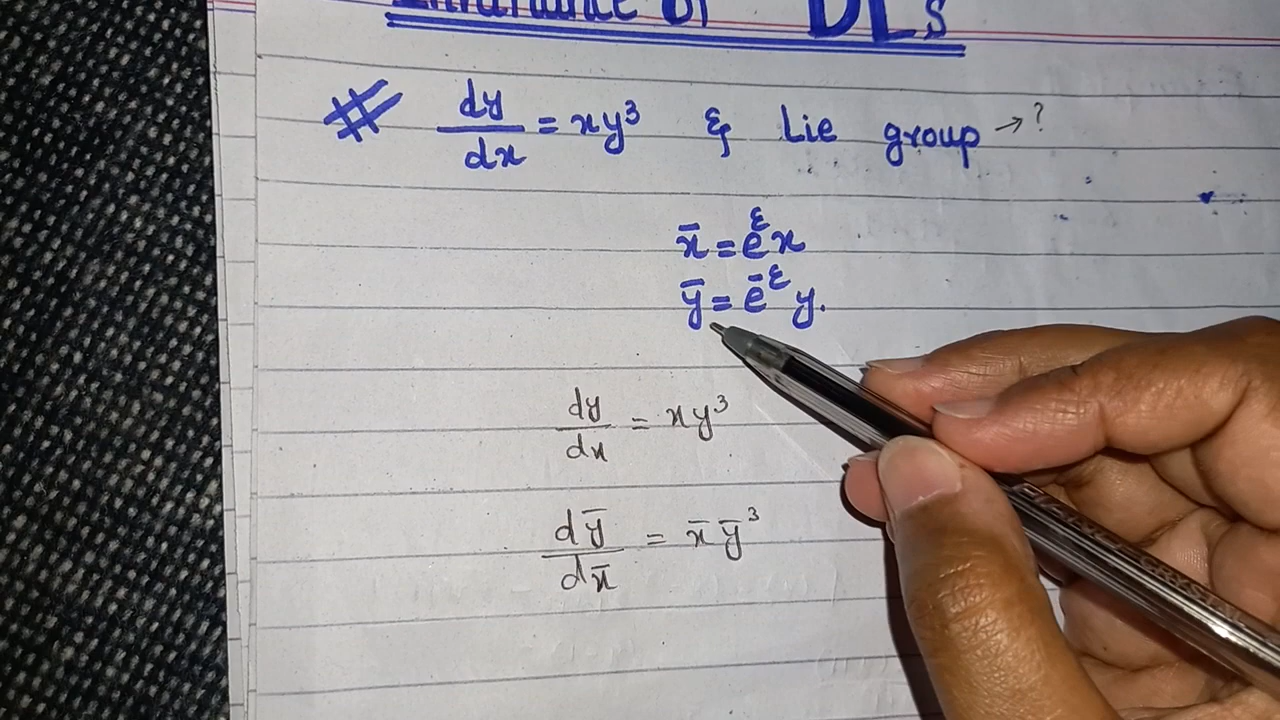 Invariance of DEs
# dy/dx = xy³ & Lie group → ?
x̄ = e^ε x
ȳ = e^-ε y.
dy/dx = xy³
dȳ/dx̄ = x̄ ȳ³